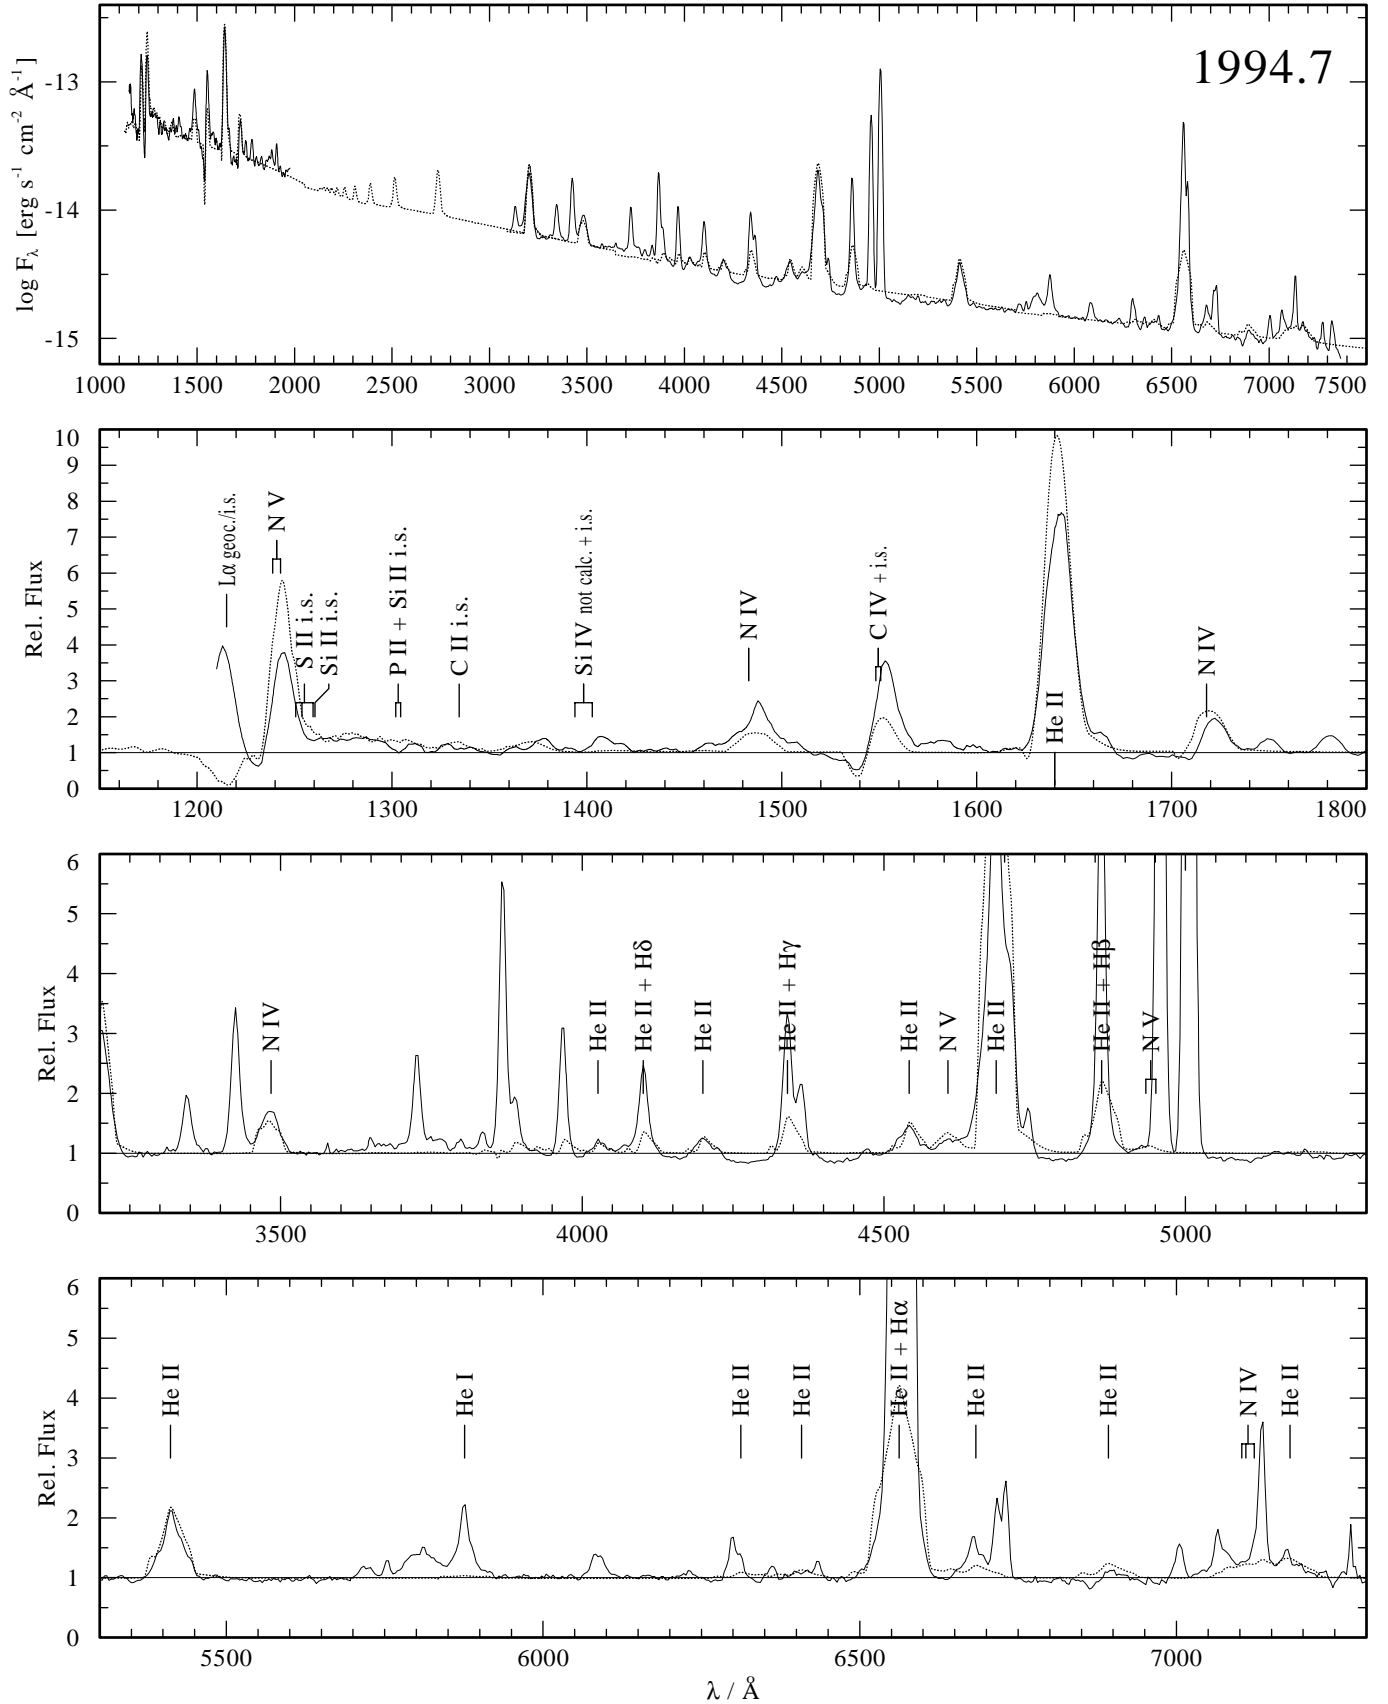 1994.7
log Fλ [erg s-1 cm-2 Å-1]
-13
-14
-15
1000 1500 2000 2500 3000 3500 4000 4500 5000 5500 6000 6500 7000 7500
Rel. Flux
10
9
8
7
6
5
4
3
2
1
0
Lα geoc./i.s.
N V
S II i.s.
Si II i.s.
P II + Si II i.s.
C II i.s.
Si IV not calc. + i.s.
N IV
C IV + i.s.
He II
N IV
1200 1300 1400 1500 1600 1700 1800
Rel. Flux
6
5
4
3
2
1
0
N IV
He II
He II + Hδ
He II
He II + Hγ
He II
N V
He II
He II + Hβ
N V
3500 4000 4500 5000
Rel. Flux
6
5
4
3
2
1
0
He II
He I
He II
He II
He II + Hα
He II
He II
N IV
He II
5500 6000 6500 7000
λ / Å